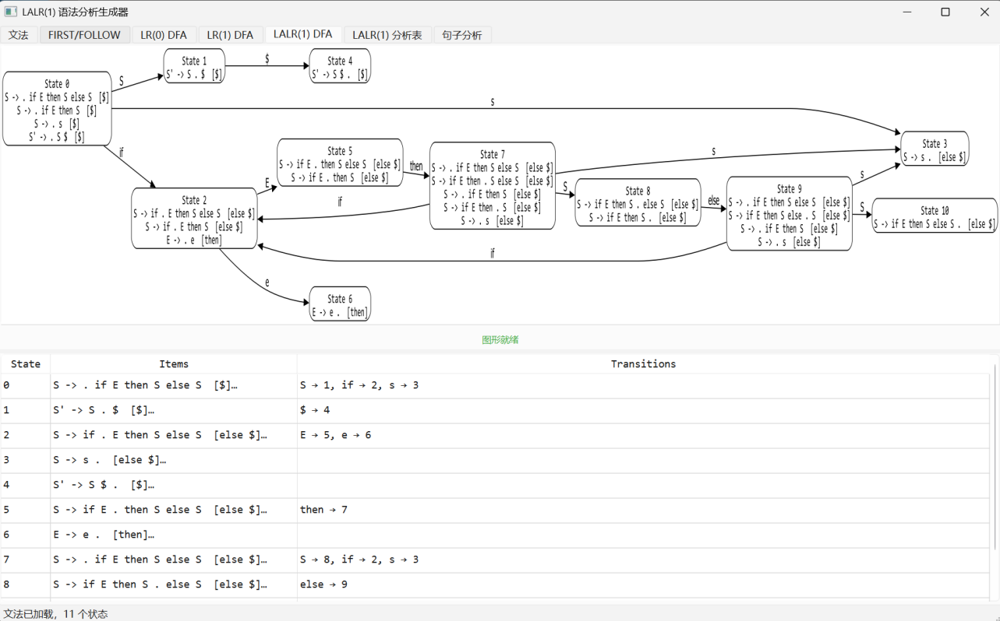 LALR(1) 语法分析生成器
文法 FIRST/FOLLOW LR(0) DFA LR(1) DFA LALR(1) DFA LALR(1) 分析表 句子分析
State 0
S -> . if E then S else S [$]
S -> . if E then S [$]
S -> . s [$]
S' -> . S $ [$]
S
State 1
S' -> S . $ [$]
$
State 4
S' -> S $ . [$]
s
if
State 2
S -> if . E then S else S [else $]
S -> if . E then S [else $]
E -> . e [then]
E
State 5
S -> if E . then S else S [else $]
S -> if E . then S [else $]
then
if
State 7
S -> . if E then S else S [else $]
S -> if E then . S else S [else $]
S -> . if E then S [else $]
S -> if E then . S [else $]
S -> . s [else $]
s
S
State 8
S -> if E then S . else S [else $]
S -> if E then S . [else $]
else
if
State 9
S -> . if E then S else S [else $]
S -> if E then S else . S [else $]
S -> . if E then S [else $]
S -> . s [else $]
s
S
State 3
S -> s . [else $]
State 10
S -> if E then S else S . [else $]
e
State 6
E -> e . [then]
图形就绪
State Items Transitions
0 S -> . if E then S else S [$]… S → 1, if → 2, s → 3
1 S' -> S . $ [$]… $ → 4
2 S -> if . E then S else S [else $]… E → 5, e → 6
3 S -> s . [else $]…
4 S' -> S $ . [$]…
5 S -> if E . then S else S [else $]… then → 7
6 E -> e . [then]…
7 S -> . if E then S else S [else $]… S → 8, if → 2, s → 3
8 S -> if E then S . else S [else $]… else → 9
文法已加载，11 个状态